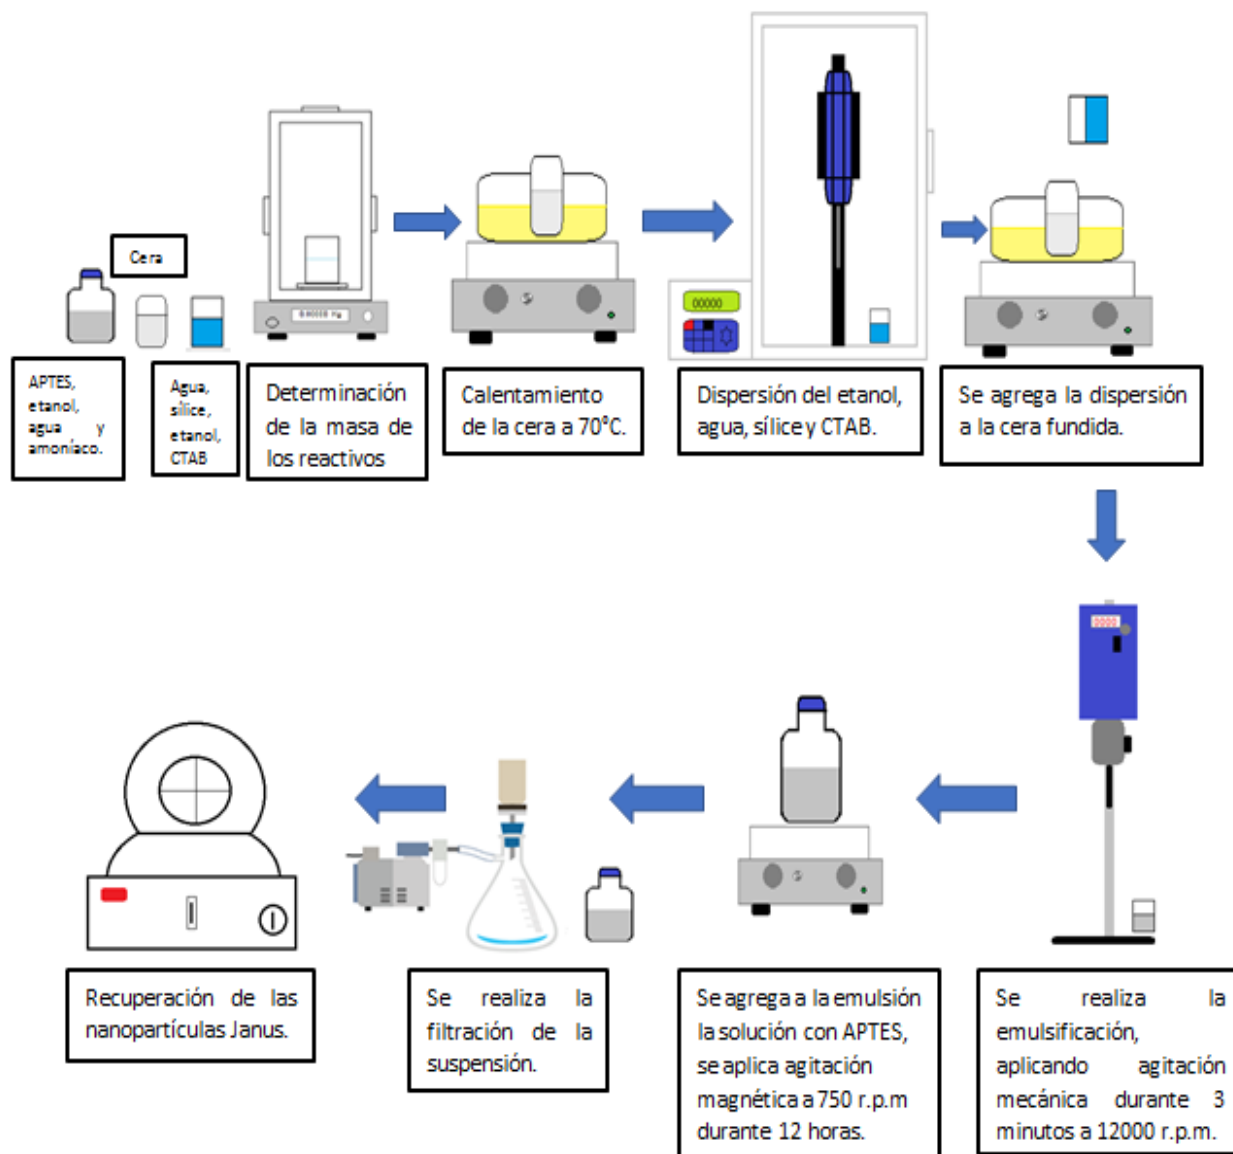 Cera
APTES,
etanol,
agua y
amoníaco.
Agua,
sílice,
etanol,
CTAB
Determinación
de la masa de
los reactivos
Calentamiento
de la cera a 70°C.
00000
Dispersión del etanol,
agua, sílice y CTAB.
Se agrega la dispersión
a la cera fundida.
0000
Se realiza la
emulsificación,
aplicando agitación
mecánica durante 3
minutos a 12000 r.p.m.
Se agrega a la emulsión
la solución con APTES,
se aplica agitación
magnética a 750 r.p.m
durante 12 horas.
Se realiza la
filtración de la
suspensión.
Recuperación de las
nanopartículas Janus.